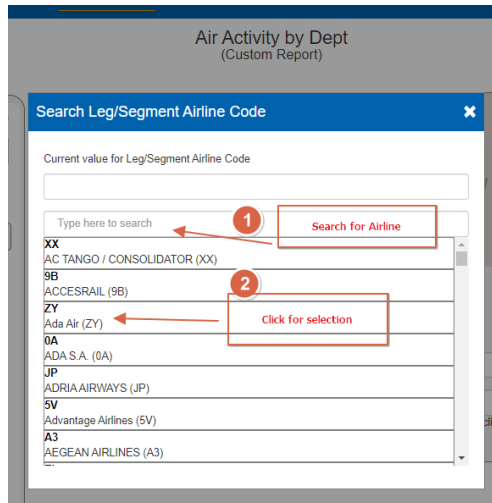 Air Activity by Dept
(Custom Report)
Search Leg/Segment Airline Code
Current value for Leg/Segment Airline Code
Type here to search
1
Search for Airline
XX
AC TANGO / CONSOLIDATOR (XX)
9B
ACCESRAIL (9B)
2
ZY
Ada Air (ZY)
Click for selection
0A
ADA S.A. (0A)
JP
ADRIA AIRWAYS (JP)
5V
Advantage Airlines (5V)
A3
AEGEAN AIRLINES (A3)